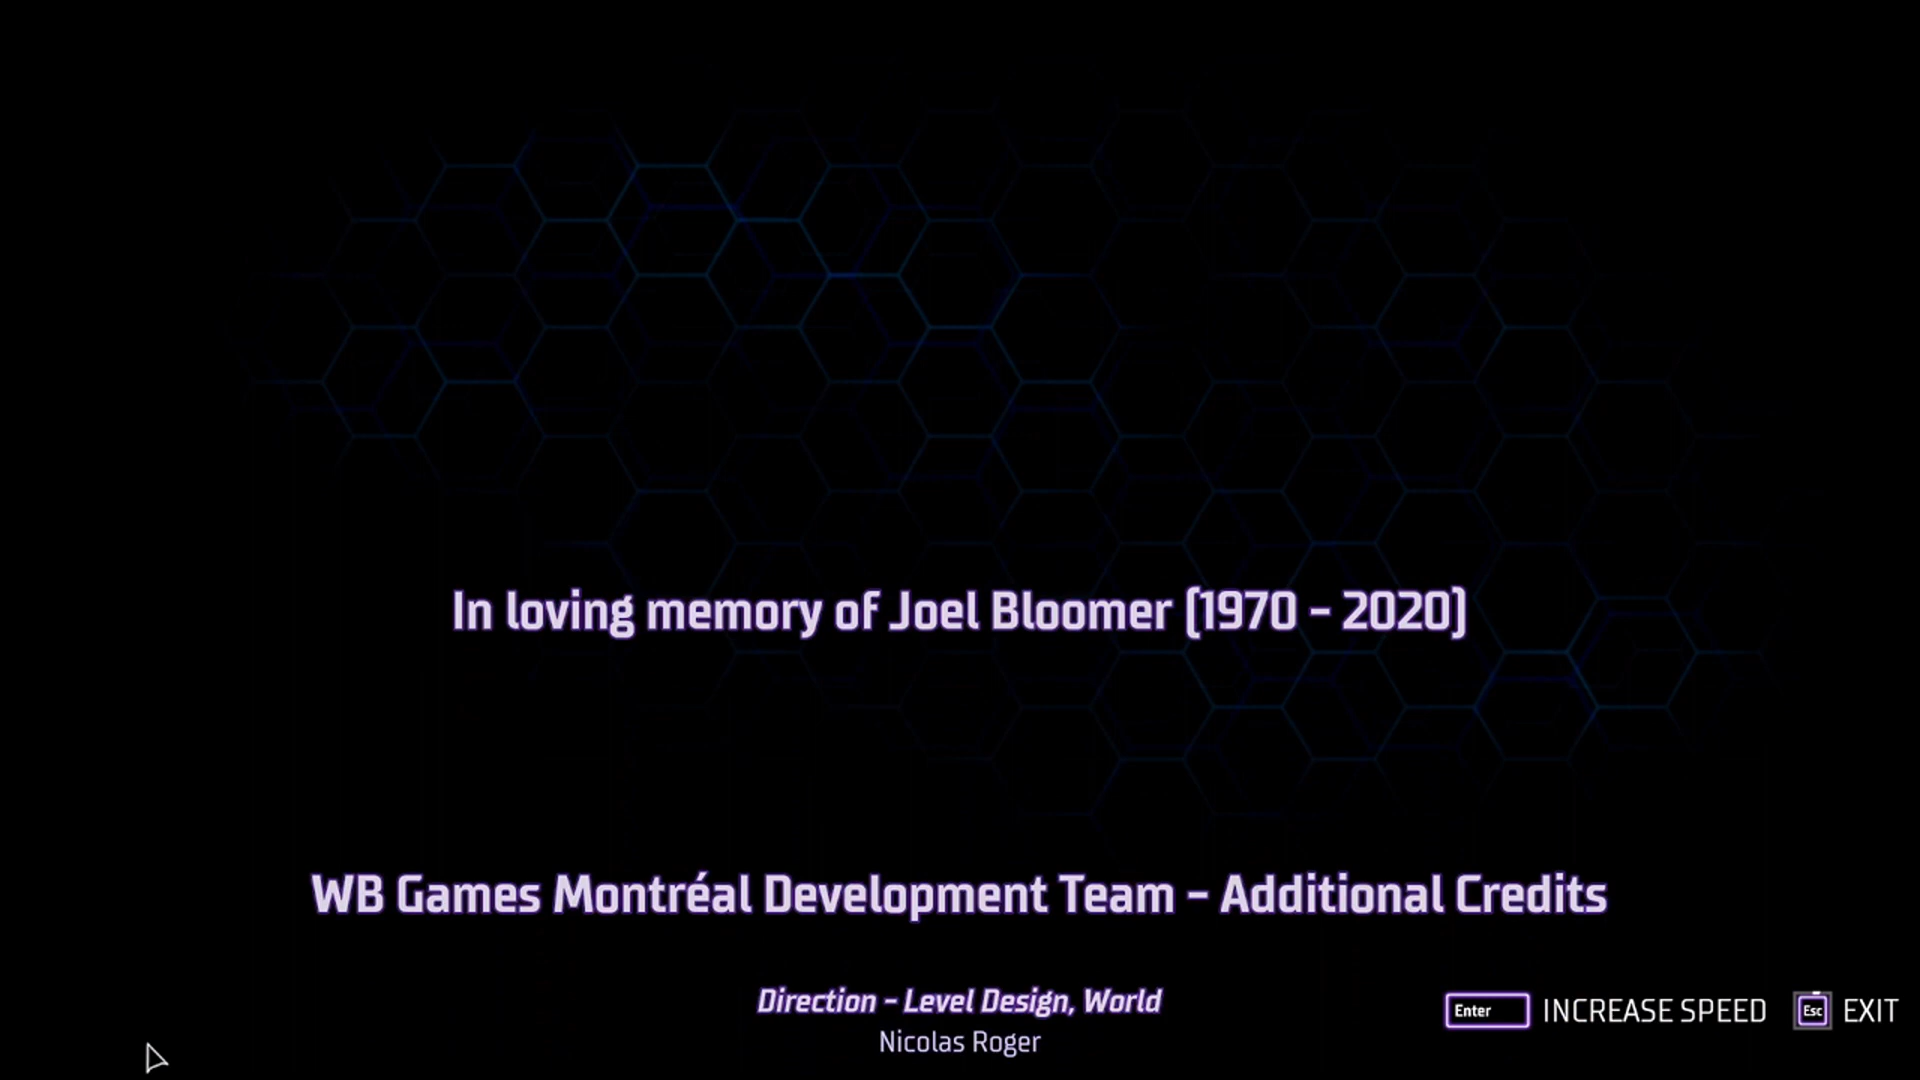 In loving memory of Joel Bloomer (1970 – 2020)
WB Games Montréal Development Team – Additional Credits
Direction – Level Design, World
Nicolas Roger
Enter INCREASE SPEED Esc EXIT